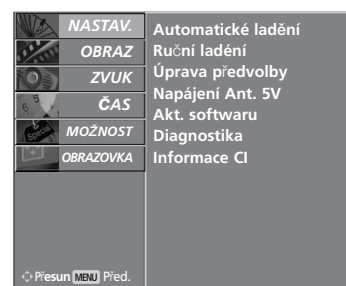 NASTAV.
OBRAZ
ZVUK
ČAS
MOŽNOST
OBRAZOVKA
Automatické ladění
Ruční ladéní
Úprava předvolby
Napájení Ant. 5V
Akt. softwaru
Diagnostika
Informace CI
Přesun MENU Před.